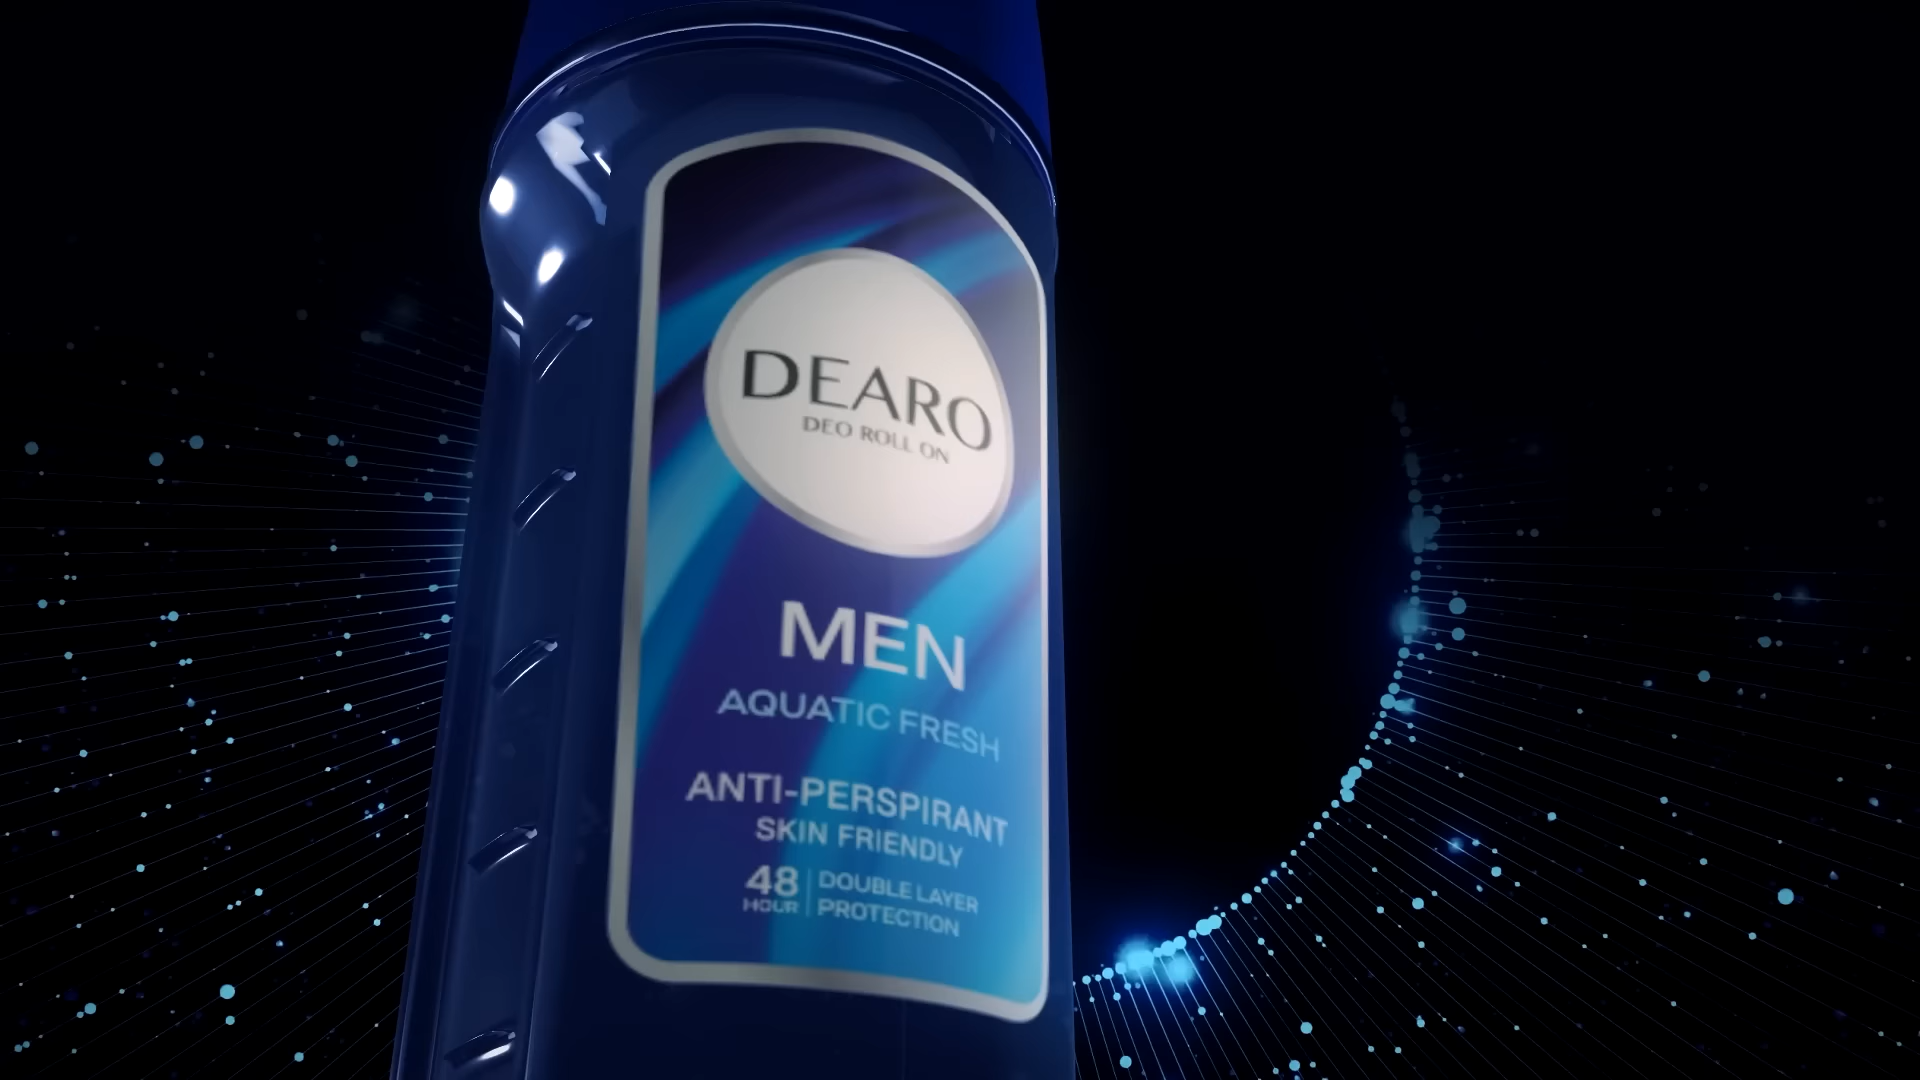 DEARO
DEO ROLL ON
MEN
AQUATIC FRESH
ANTI-PERSPIRANT
SKIN FRIENDLY
48 HOUR
DOUBLE LAYER
PROTECTION